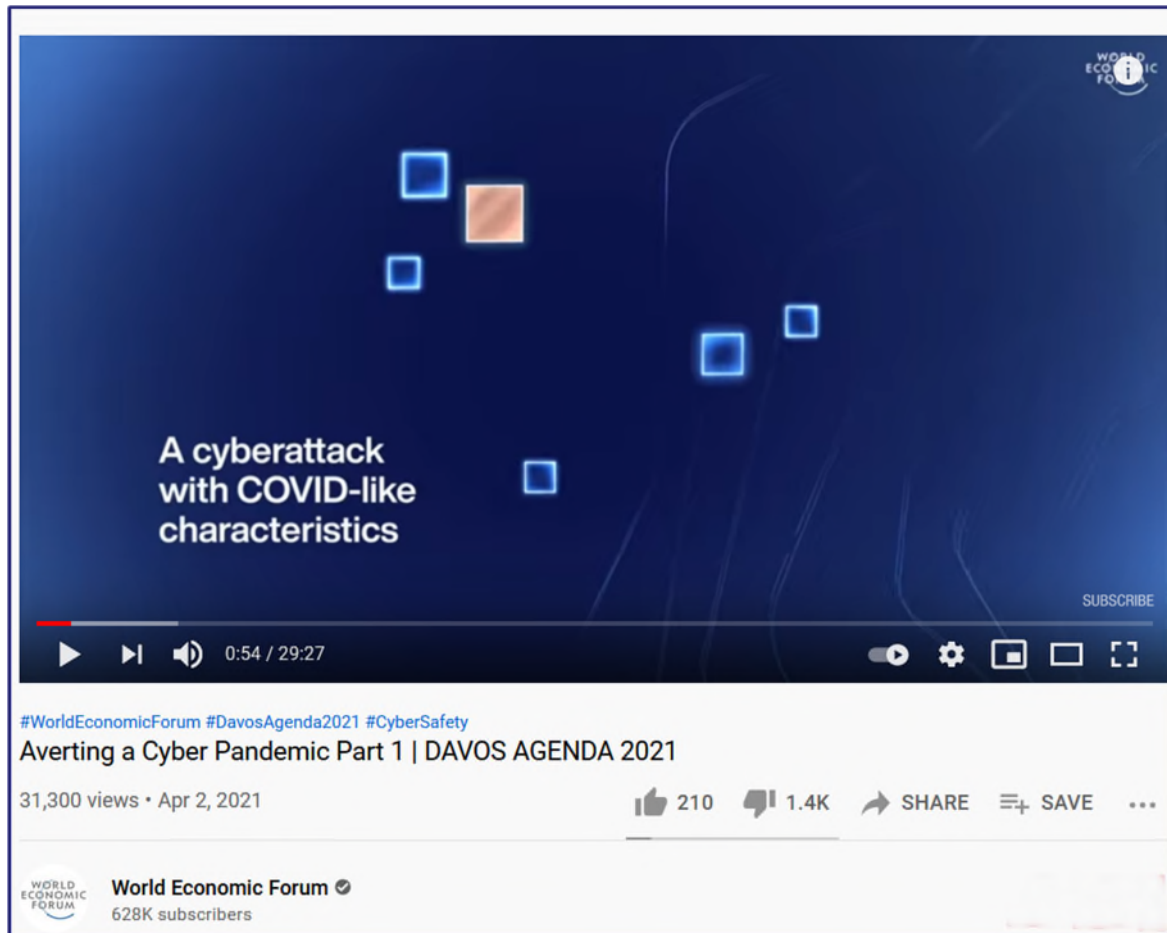 WORLD
ECONOMIC
FORUM
A cyberattack
with COVID-like
characteristics
SUBSCRIBE
0:54 / 29:27
#WorldEconomicForum #DavosAgenda2021 #CyberSafety
Averting a Cyber Pandemic Part 1 | DAVOS AGENDA 2021
31,300 views • Apr 2, 2021 210 1.4K SHARE SAVE
WORLD
ECONOMIC
FORUM
World Economic Forum
628K subscribers